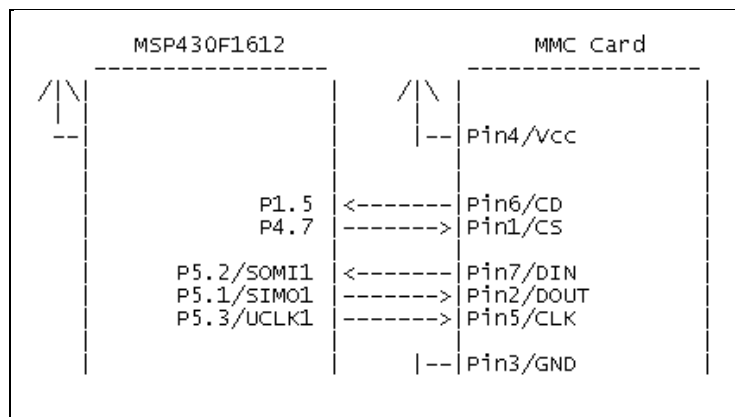 MSP430F1612 MMC Card
----------------- -----------------
/|\| | /|\ | |
| | | | | |
--| | |--|Pin4/Vcc |
| | | |
P1.5 |<-------|Pin6/CD
P4.7 |------->|Pin1/CS
P5.2/SOMI1 |<-------|Pin7/DIN
P5.1/SIMO1 |------->|Pin2/DOUT
P5.3/UCLK1 |------->|Pin5/CLK
| | |--|Pin3/GND |